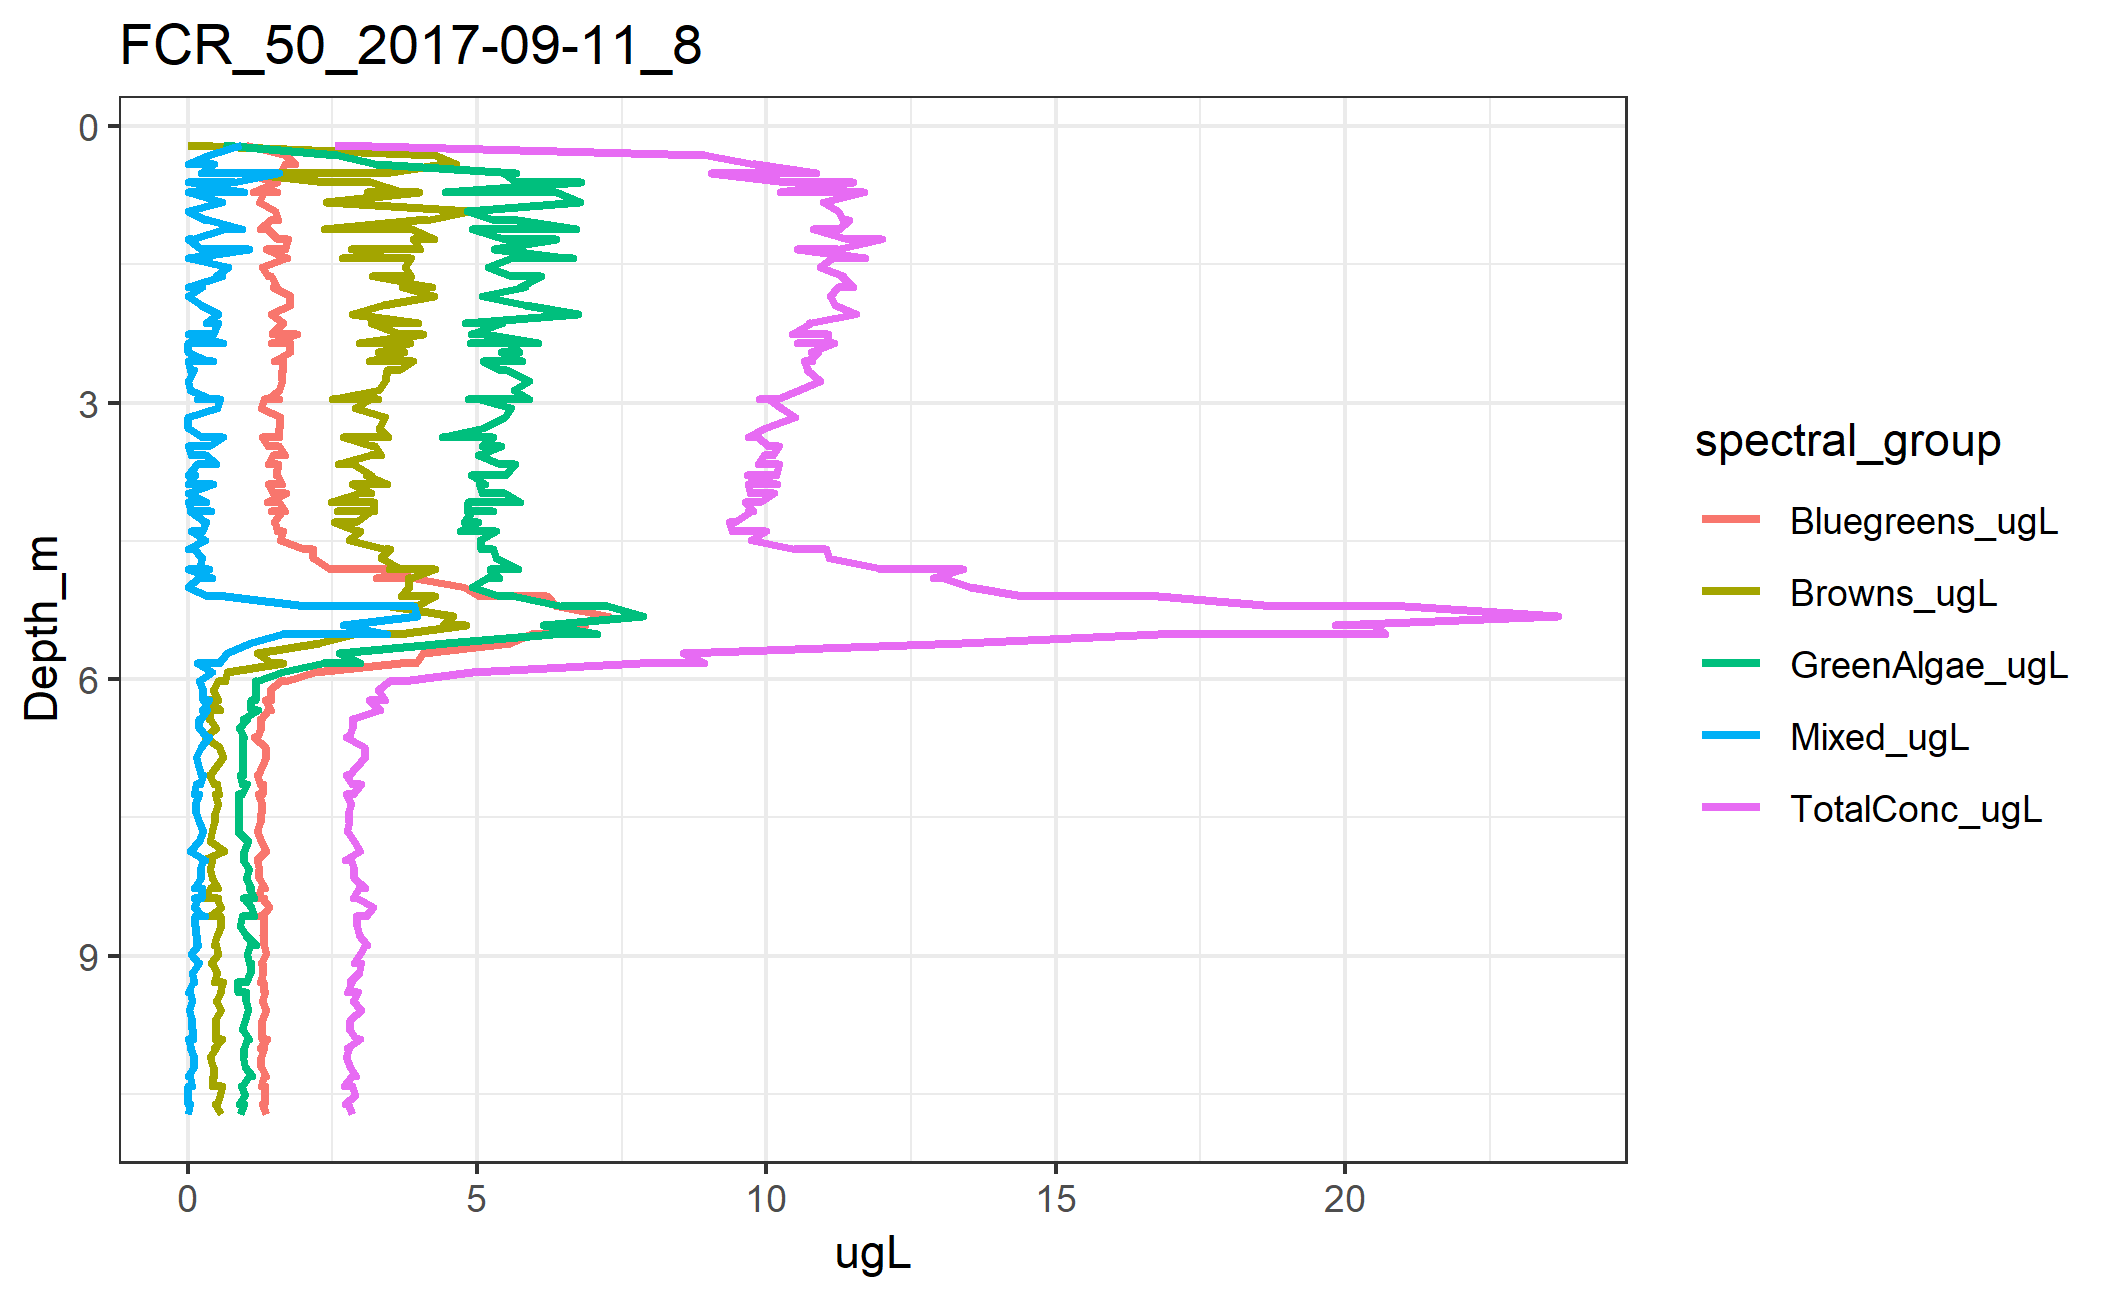 FCR_50_2017-09-11_8
0
3
6
9
Depth_m
0
5
10
15
20
ugL
spectral_group
Bluegreens_ugL
Browns_ugL
GreenAlgae_ugL
Mixed_ugL
TotalConc_ugL